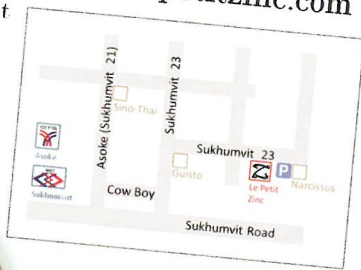 petitzinc.com
t
Asoke (Sukhumvit 21)
Sukhumvit 23
Sino-Thai
BTS
Asoke
Sukhumvit
Cow Boy
Guisto
Sukhumvit 23
Le Petit
Zinc
P
Narcissus
Sukhumvit Road